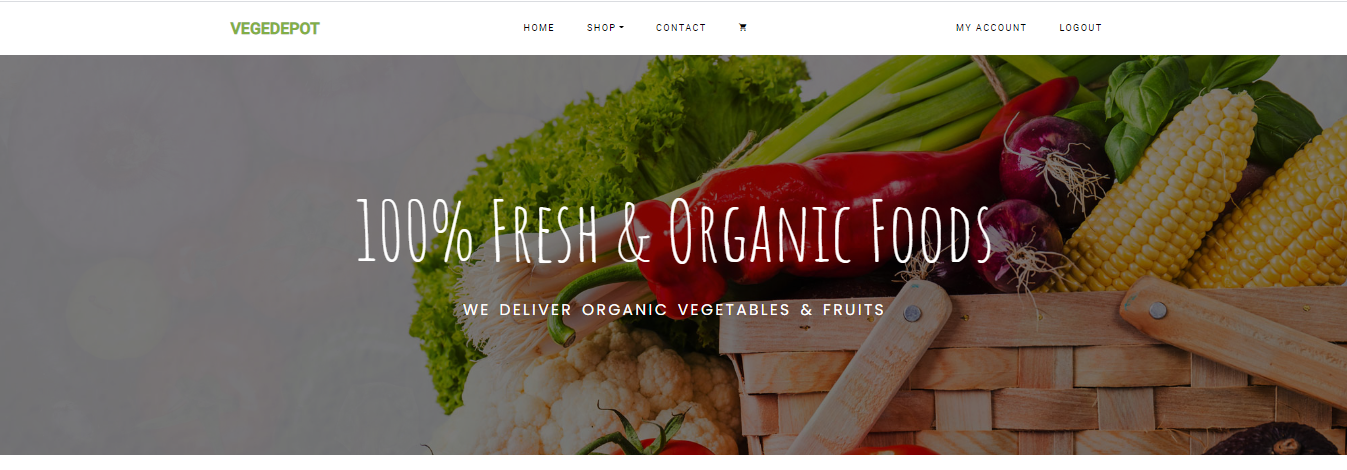 VEGEDEPOT HOME SHOP CONTACT MY ACCOUNT LOGOUT
100% Fresh & Organic Foods
WE DELIVER ORGANIC VEGETABLES & FRUITS